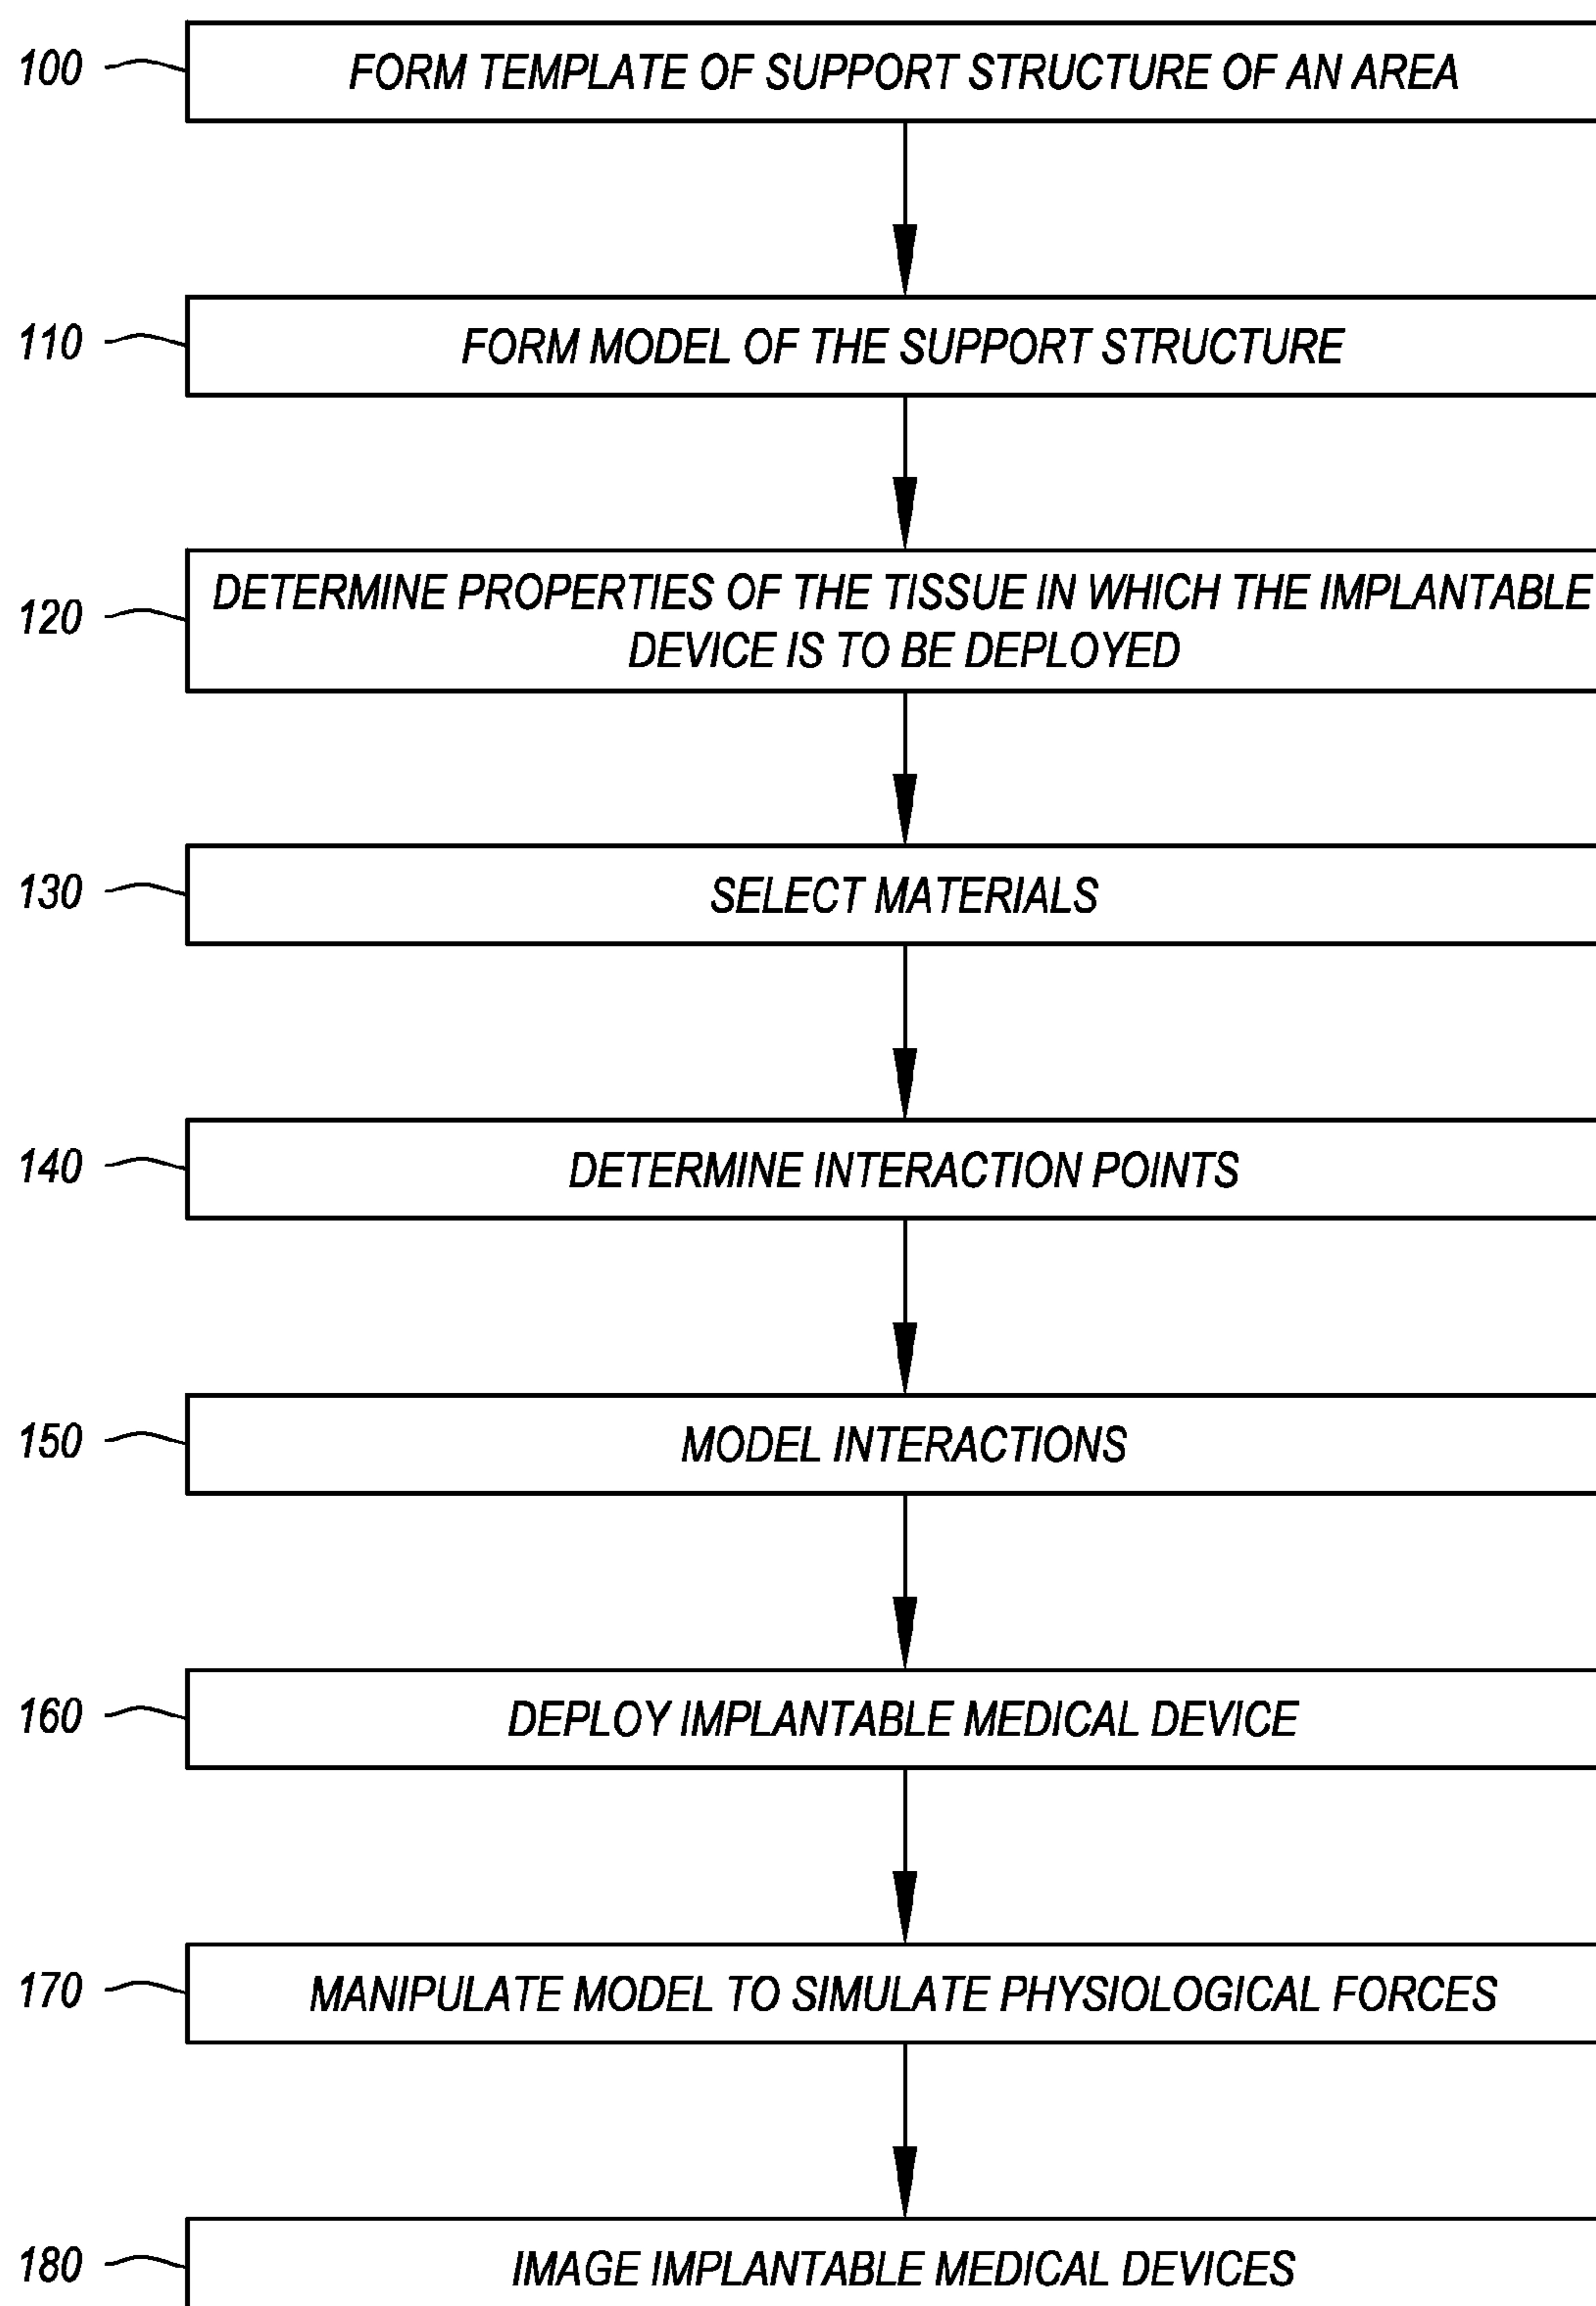 100 FORM TEMPLATE OF SUPPORT STRUCTURE OF AN AREA
110 FORM MODEL OF THE SUPPORT STRUCTURE
120 DETERMINE PROPERTIES OF THE TISSUE IN WHICH THE IMPLANTABLE
DEVICE IS TO BE DEPLOYED
130 SELECT MATERIALS
140 DETERMINE INTERACTION POINTS
150 MODEL INTERACTIONS
160 DEPLOY IMPLANTABLE MEDICAL DEVICE
170 MANIPULATE MODEL TO SIMULATE PHYSIOLOGICAL FORCES
180 IMAGE IMPLANTABLE MEDICAL DEVICES